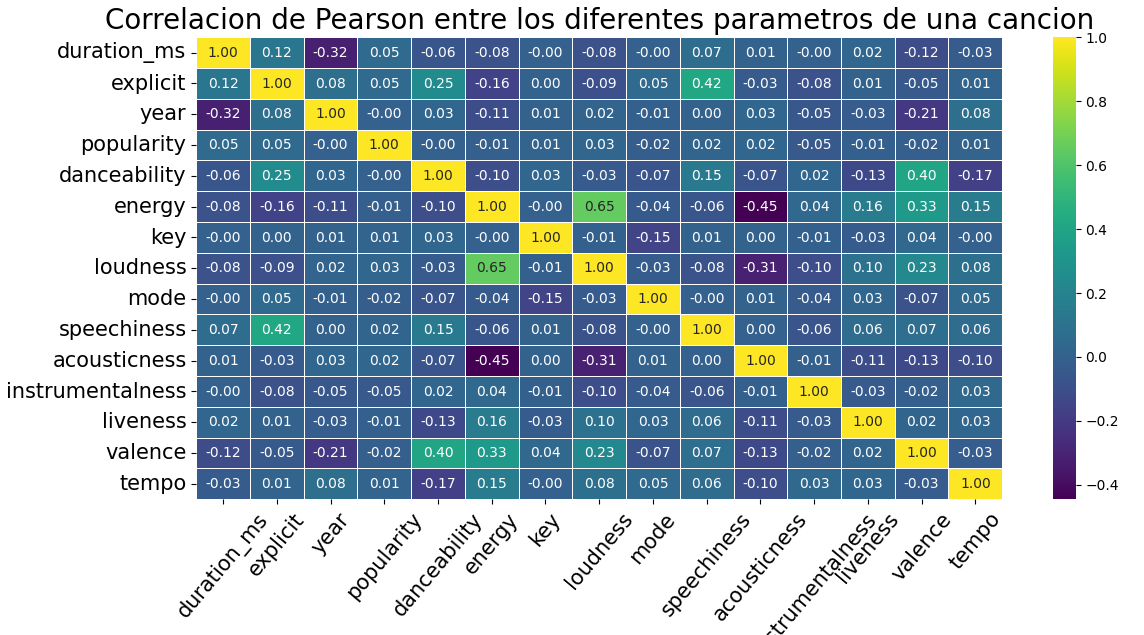 Correlacion de Pearson entre los diferentes parametros de una cancion
duration_ms 1.00 0.12 -0.32 0.05 -0.06 -0.08 -0.00 -0.08 -0.00 0.07 0.01 -0.00 0.02 -0.12 -0.03
explicit 0.12 1.00 0.08 0.05 0.25 -0.16 0.00 -0.09 0.05 0.42 -0.03 -0.08 0.01 -0.05 0.01
year -0.32 0.08 1.00 -0.00 0.03 -0.11 0.01 0.02 -0.01 0.00 0.03 -0.05 -0.03 -0.21 0.08
popularity 0.05 0.05 -0.00 1.00 -0.00 -0.01 0.01 0.03 -0.02 0.02 0.02 -0.05 -0.01 -0.02 0.01
danceability -0.06 0.25 0.03 -0.00 1.00 -0.10 0.03 -0.03 -0.07 0.15 -0.07 0.02 -0.13 0.40 -0.17
energy -0.08 -0.16 -0.11 -0.01 -0.10 1.00 -0.00 0.65 -0.04 -0.06 -0.45 0.04 0.16 0.33 0.15
key -0.00 0.00 0.01 0.01 0.03 -0.00 1.00 -0.01 -0.15 0.01 0.00 -0.01 -0.03 0.04 -0.00
loudness -0.08 -0.09 0.02 0.03 -0.03 0.65 -0.01 1.00 -0.03 -0.08 -0.31 -0.10 0.10 0.23 0.08
mode -0.00 0.05 -0.01 -0.02 -0.07 -0.04 -0.15 -0.03 1.00 -0.00 0.01 -0.04 0.03 -0.07 0.05
speechiness 0.07 0.42 0.00 0.02 0.15 -0.06 0.01 -0.08 -0.00 1.00 0.00 -0.06 0.06 0.07 0.06
acousticness 0.01 -0.03 0.03 0.02 -0.07 -0.45 0.00 -0.31 0.01 0.00 1.00 -0.01 -0.11 -0.13 -0.10
instrumentalness -0.00 -0.08 -0.05 -0.05 0.02 0.04 -0.01 -0.10 -0.04 -0.06 -0.01 1.00 -0.03 -0.02 0.03
liveness 0.02 0.01 -0.03 -0.01 -0.13 0.16 -0.03 0.10 0.03 0.06 -0.11 -0.03 1.00 0.02 0.03
valence -0.12 -0.05 -0.21 -0.02 0.40 0.33 0.04 0.23 -0.07 0.07 -0.13 -0.02 0.02 1.00 -0.03
tempo -0.03 0.01 0.08 0.01 -0.17 0.15 -0.00 0.08 0.05 0.06 -0.10 0.03 0.03 -0.03 1.00
duration_ms
explicit
year
popularity
danceability
energy
key
loudness
mode
speechiness
acousticness
strumentalness
liveness
valence
tempo
1.0
0.8
0.6
0.4
0.2
0.0
−0.2
−0.4